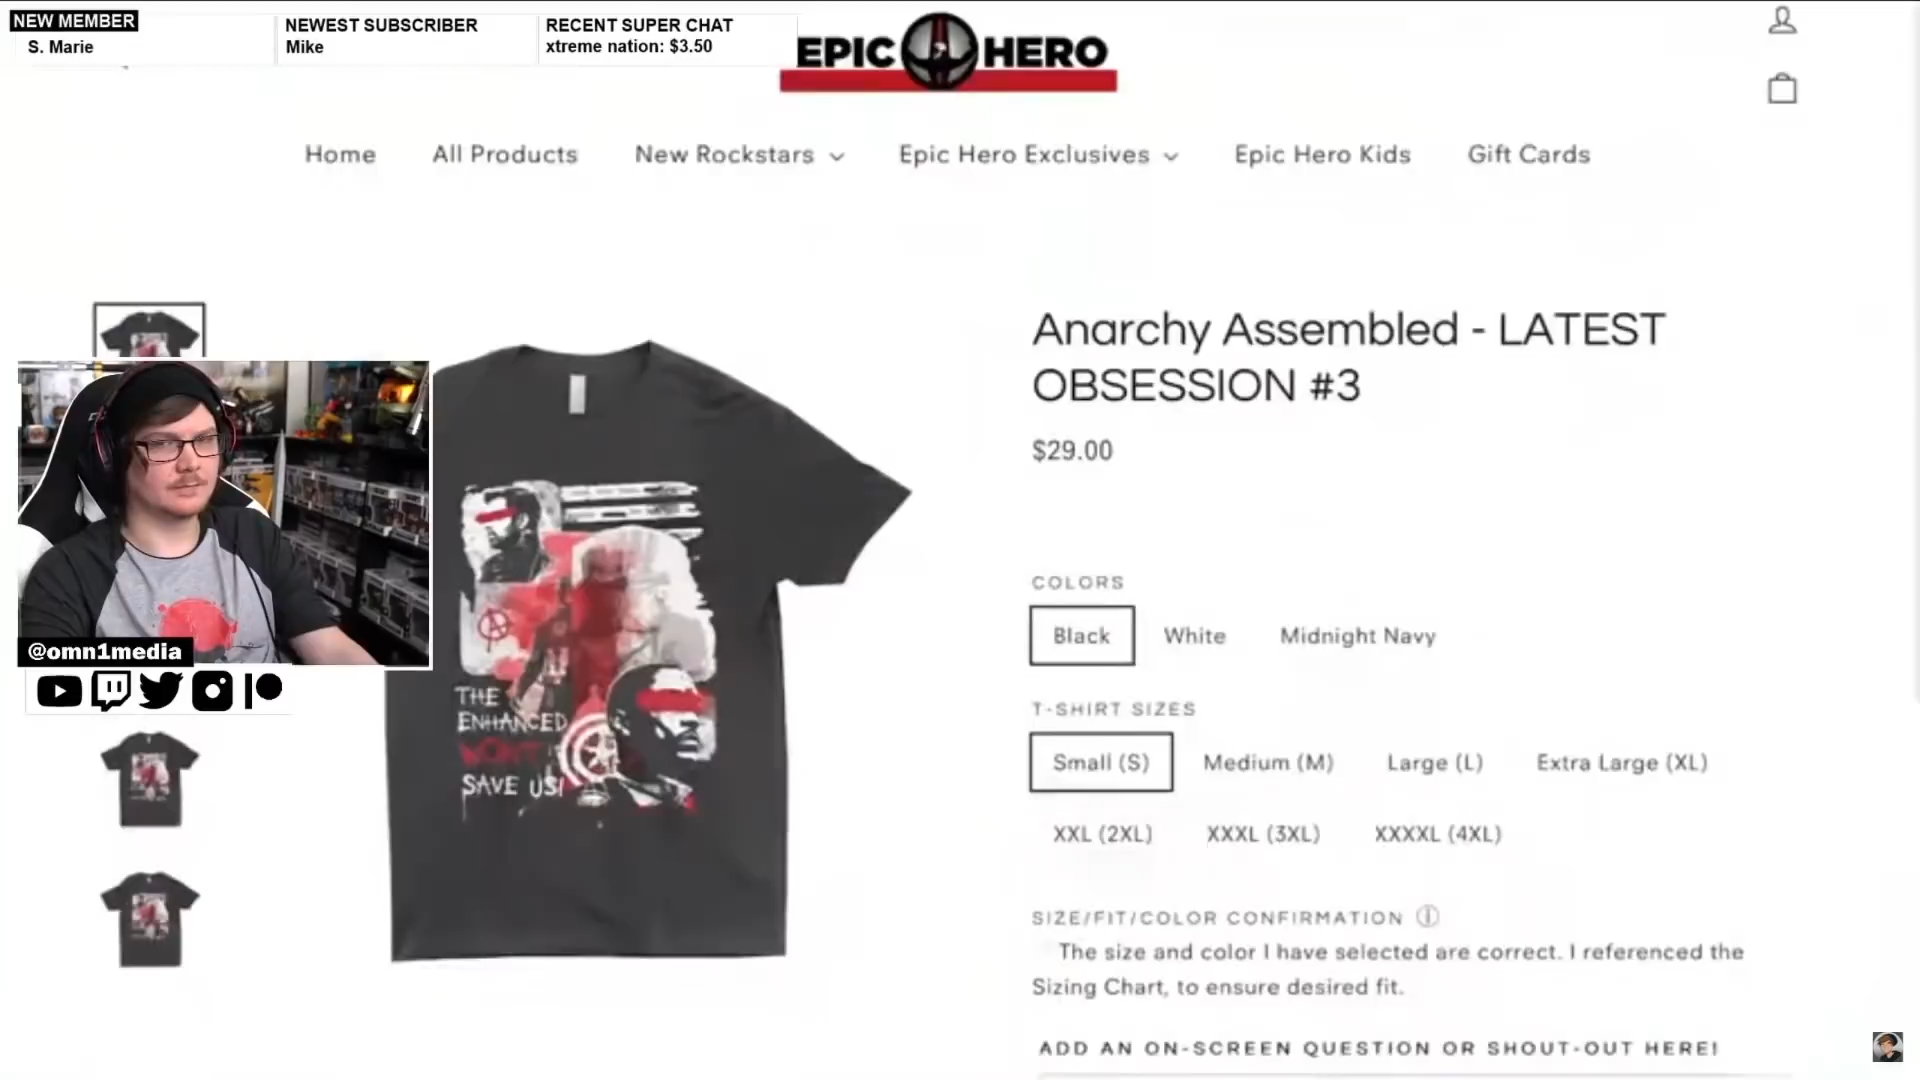 NEW MEMBER
S. Marie
NEWEST SUBSCRIBER
Mike
RECENT SUPER CHAT
xtreme nation: $3.50
EPIC HERO
Home
All Products
New Rockstars
Epic Hero Exclusives
Epic Hero Kids
Gift Cards
@omn1media
THE
ENHANCED
WON'T
SAVE US!
Anarchy Assembled - LATEST
OBSESSION #3
$29.00
COLORS
Black
White
Midnight Navy
T-SHIRT SIZES
Small (S)
Medium (M)
Large (L)
Extra Large (XL)
XXL (2XL)
XXXL (3XL)
XXXXL (4XL)
SIZE/FIT/COLOR CONFIRMATION
The size and color I have selected are correct. I referenced the
Sizing Chart, to ensure desired fit.
ADD AN ON-SCREEN QUESTION OR SHOUT-OUT HERE!